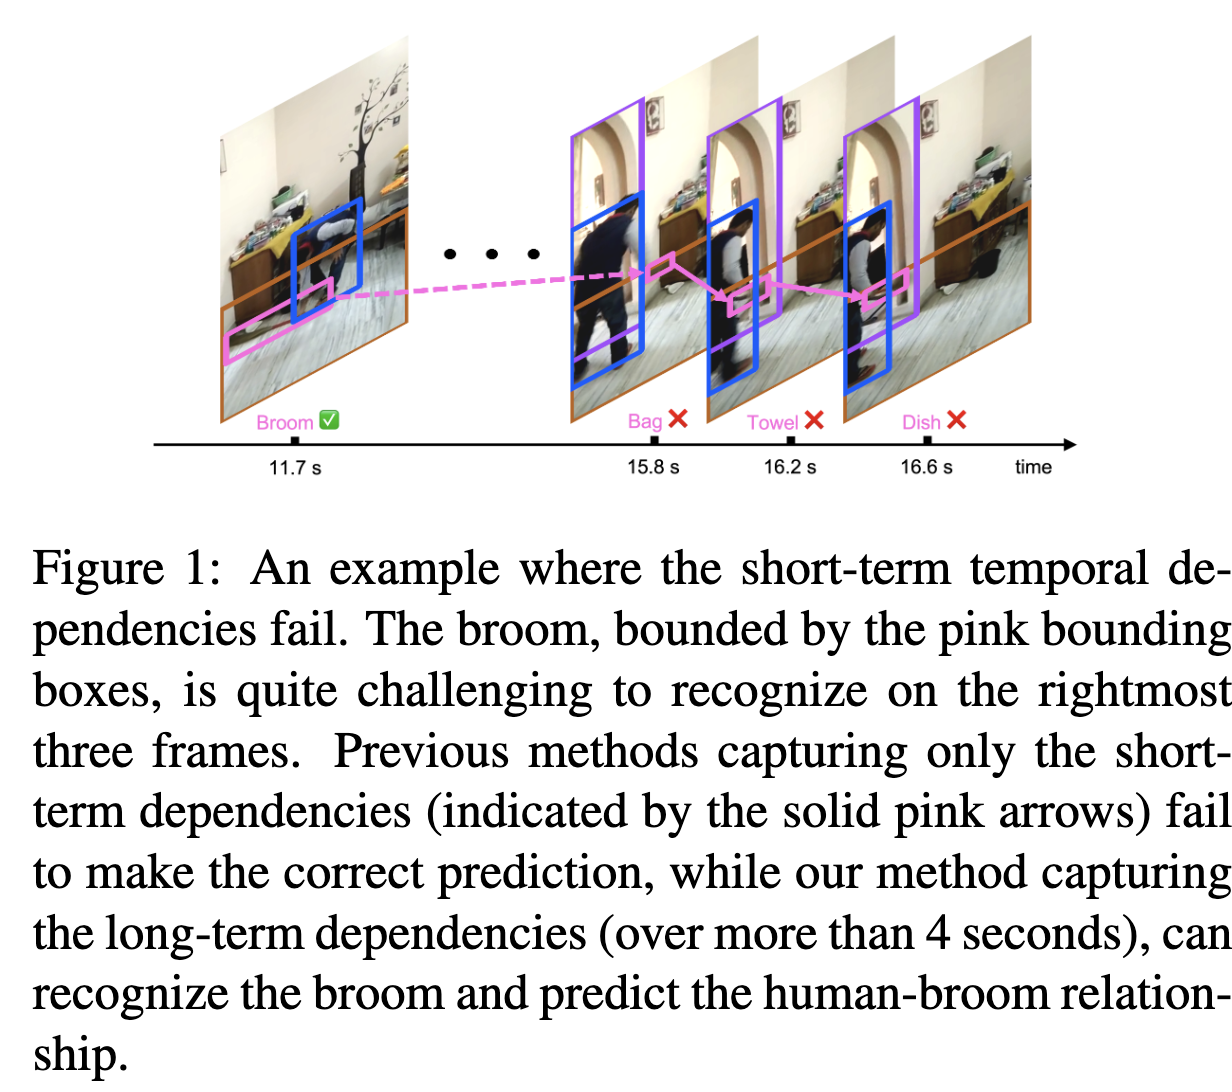 Broom ✅ Bag ❌ Towel ❌ Dish ❌
11.7 s 15.8 s 16.2 s 16.6 s time
Figure 1: An example where the short-term temporal de-
pendencies fail. The broom, bounded by the pink bounding
boxes, is quite challenging to recognize on the rightmost
three frames. Previous methods capturing only the short-
term dependencies (indicated by the solid pink arrows) fail
to make the correct prediction, while our method capturing
the long-term dependencies (over more than 4 seconds), can
recognize the broom and predict the human-broom relation-
ship.